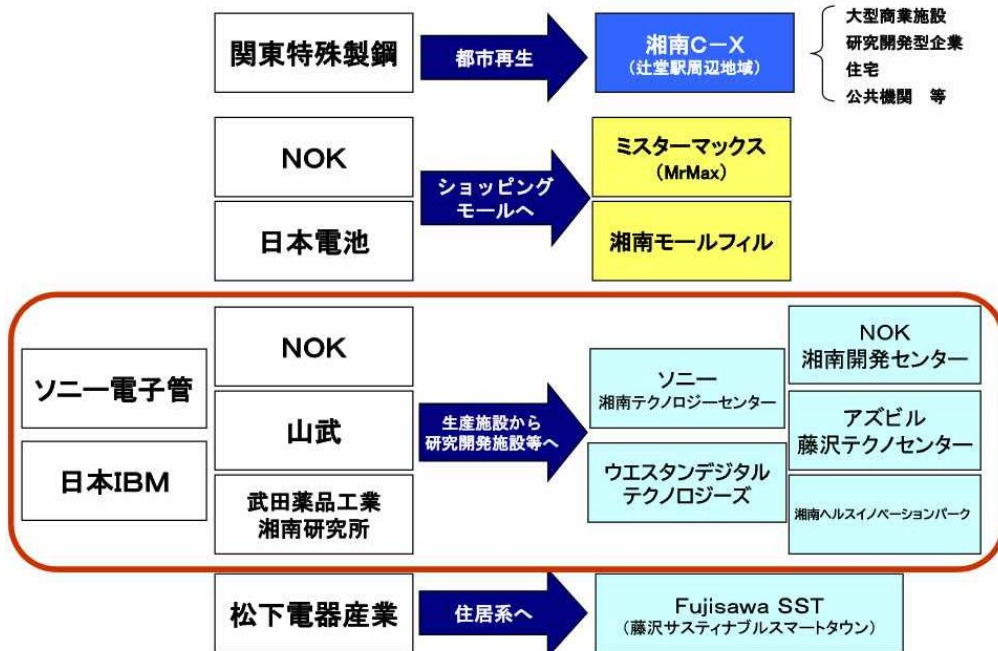 関東特殊製鋼
都市再生
湘南C－X
(辻堂駅周辺地域)
大型商業施設
研究開発型企業
住宅
公共機関　等
NOK
日本電池
ショッピング
モールへ
ミスターマックス
(MrMax)
湘南モールフィル
ソニー電子管
日本IBM
NOK
山武
武田薬品工業
湘南研究所
生産施設から
研究開発施設等へ
ソニー
湘南テクノロジーセンター
ウエスタンデジタル
テクノロジーズ
NOK
湘南開発センター
アズビル
藤沢テクノセンター
湘南ヘルスイノベーションパーク
松下電器産業
住居系へ
Fujisawa SST
(藤沢サスティナブルスマートタウン)